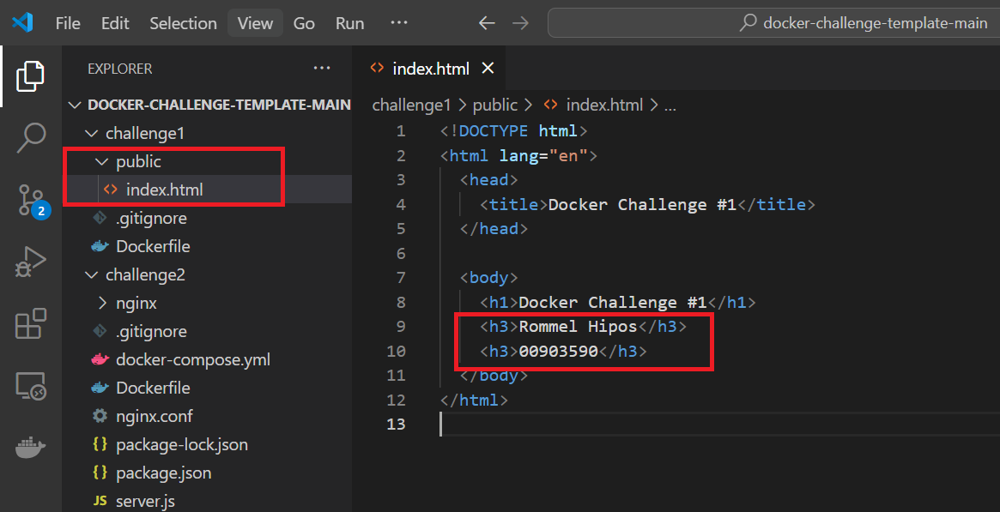 File Edit Selection View Go Run ··· docker-challenge-template-main
EXPLORER ···
DOCKER-CHALLENGE-TEMPLATE-MAIN
challenge1
public
index.html
.gitignore
Dockerfile
challenge2
nginx
.gitignore
docker-compose.yml
Dockerfile
nginx.conf
package-lock.json
package.json
JS server.js
2
index.html
challenge1 > public > index.html > ...
1 <!DOCTYPE html>
2 <html lang="en">
3 <head>
4 <title>Docker Challenge #1</title>
5 </head>
6
7 <body>
8 <h1>Docker Challenge #1</h1>
9 <h3>Rommel Hipos</h3>
10 <h3>00903590</h3>
11 </body>
12 </html>
13